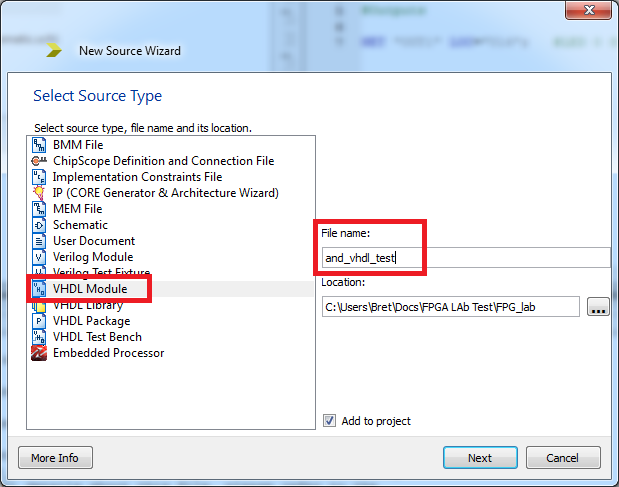 New Source Wizard
Select Source Type
Select source type, file name and its location.
BMM File
ChipScope Definition and Connection File
Implementation Constraints File
IP (CORE Generator & Architecture Wizard)
MEM File
Schematic
User Document
Verilog Module
Verilog Test Fixture
VHDL Module
VHDL Library
VHDL Package
VHDL Test Bench
Embedded Processor
File name:
and_vhdl_test
Location:
C:\Users\Bret\Docs\FPGA LAb Test\FPG_lab
...
Add to project
More Info
Next
Cancel